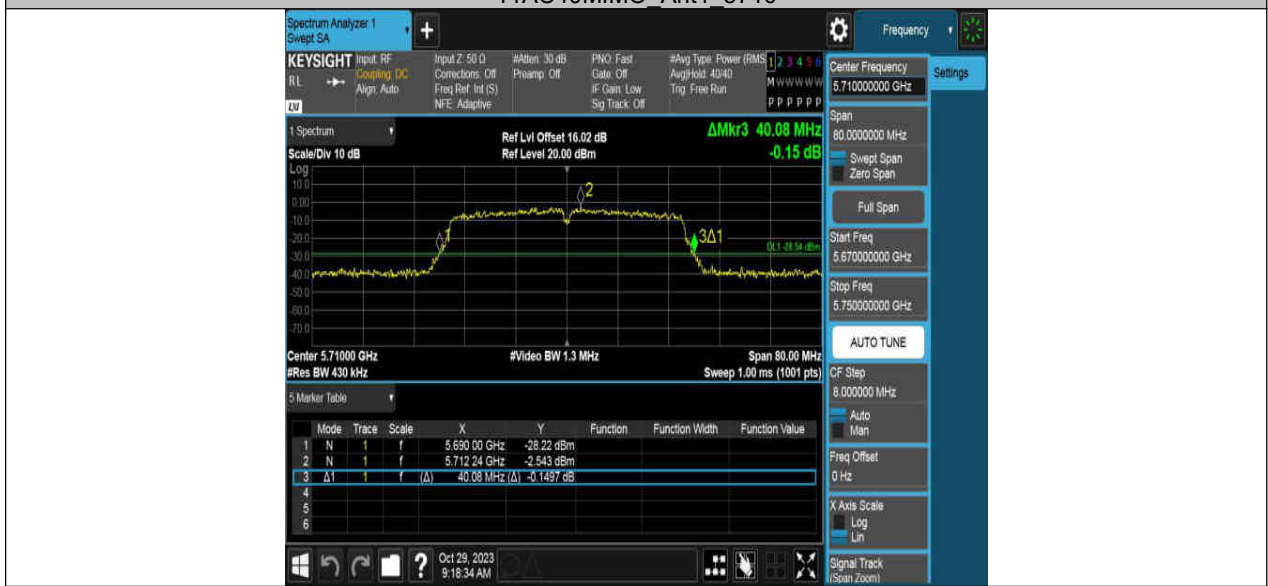 11AC40MIMO_Ant1_5710
Spectrum Analyzer 1
Swept SA
+
Frequency
KEYSIGHT
RL
LXI
Input: RF
Coupling: DC
Align: Auto
Input Z: 50 Ω
Corrections: Off
Freq Ref: Int (S)
NFE: Adaptive
#Atten: 30 dB
Preamp: Off
PNO: Fast
Gate: Off
IF Gain: Low
Sig Track: Off
#Avg Type: Power (RMS
Avg|Hold: 40/40
Trig: Free Run
1 2 3 4 5 6
M W W W W W
P P P P P P
Center Frequency
5.710000000 GHz
Settings
Span
80.0000000 MHz
Swept Span
Zero Span
Full Span
Start Freq
5.670000000 GHz
Stop Freq
5.750000000 GHz
AUTO TUNE
CF Step
8.000000 MHz
Auto
Man
Freq Offset
0 Hz
X Axis Scale
Log
Lin
Signal Track
(Span Zoom)
1 Spectrum
Scale/Div 10 dB
Ref Lvl Offset 16.02 dB
Ref Level 20.00 dBm
ΔMkr3 40.08 MHz
-0.15 dB
Log
10.0
0.00
-10.0
-20.0
-30.0
-40.0
-50.0
-60.0
-70.0
2
1
3Δ1
DL1 -28.54 dBm
Center 5.71000 GHz
#Video BW 1.3 MHz
Span 80.00 MHz
#Res BW 430 kHz
Sweep 1.00 ms (1001 pts)
5 Marker Table
Mode Trace Scale X Y Function Function Width Function Value
1 N 1 f 5.690 00 GHz -28.22 dBm
2 N 1 f 5.712 24 GHz -2.543 dBm
3 Δ1 1 f (Δ) 40.08 MHz (Δ) -0.1497 dB
4
5
6
?
Oct 29, 2023
9:18:34 AM